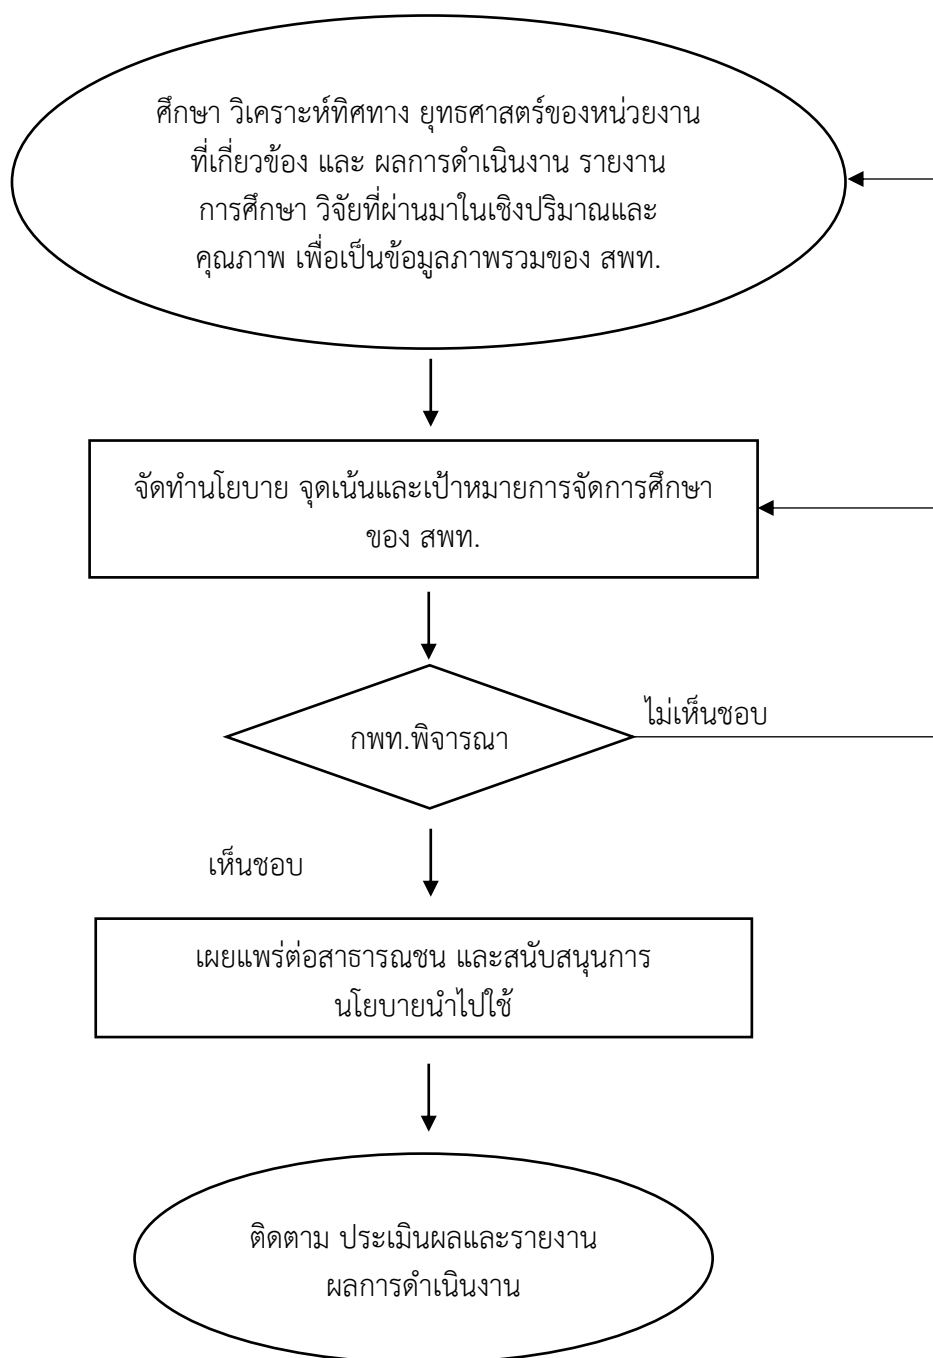 ศึกษา วิเคราะห์ทิศทาง ยุทธศาสตร์ของหน่วยงาน
ที่เกี่ยวข้อง และ ผลการดำเนินงาน รายงาน
การศึกษา วิจัยที่ผ่านมาในเชิงปริมาณและ
คุณภาพ เพื่อเป็นข้อมูลภาพรวมของ สพท.
จัดทำนโยบาย จุดเน้นและเป้าหมายการจัดการศึกษา
ของ สพท.
กพท.พิจารณา
ไม่เห็นชอบ
เห็นชอบ
เผยแพร่ต่อสาธารณชน และสนับสนุนการ
นโยบายนำไปใช้
ติดตาม ประเมินผลและรายงาน
ผลการดำเนินงาน